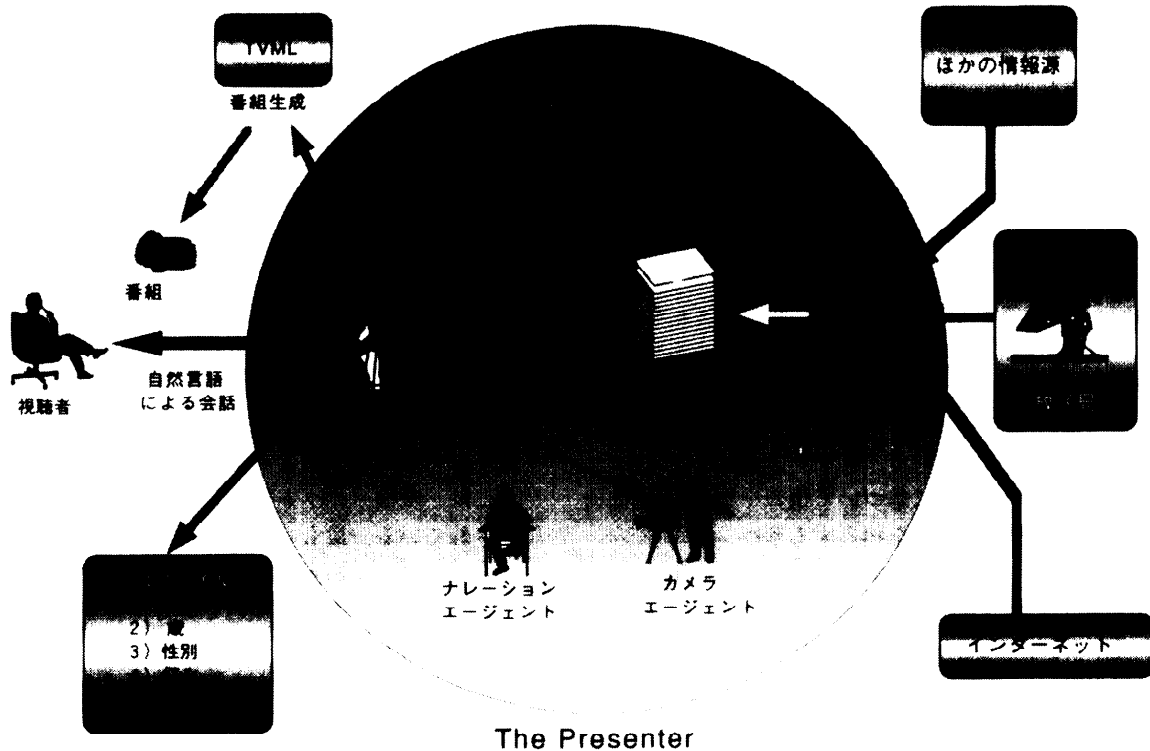 TVML
番組生成
ほかの情報源
番組
視聴者
自然言語
による会話
2) 歳
3) 性別
ナレーション
エージェント
カメラ
エージェント
インターネット
The Presenter